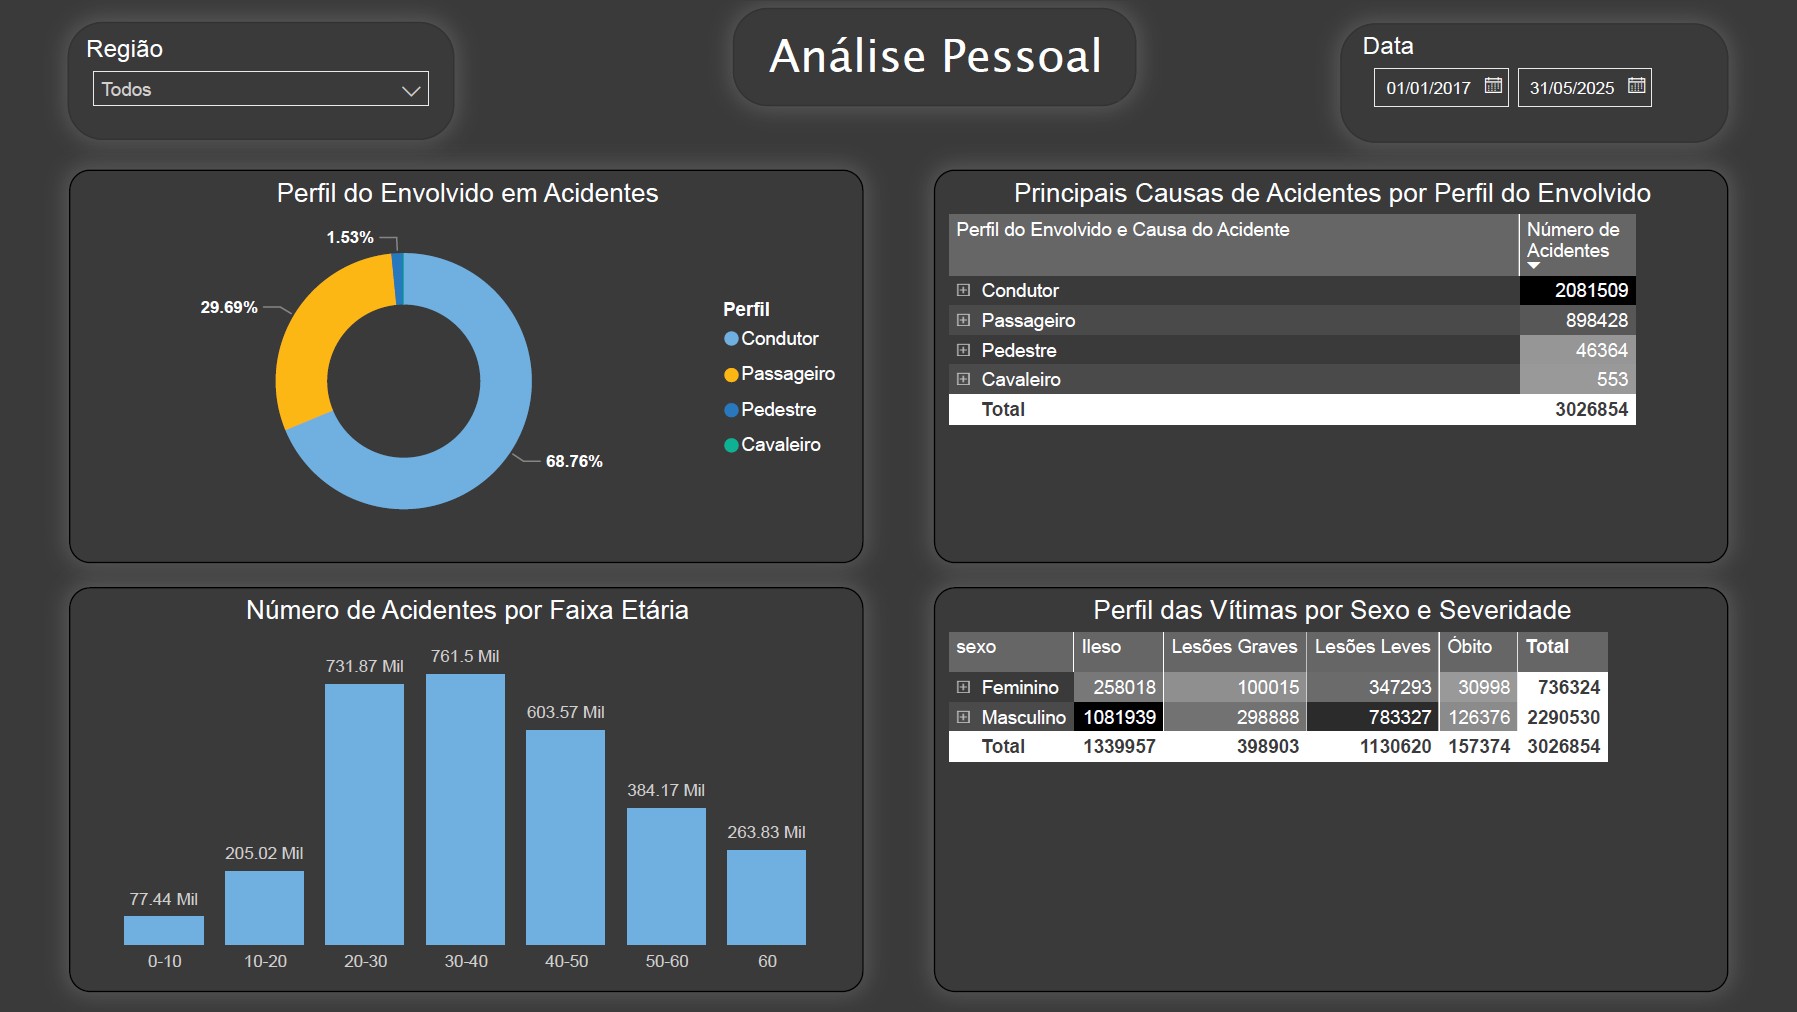 Região
Todos
Análise Pessoal
Data
01/01/2017
31/05/2025
Perfil do Envolvido em Acidentes
1.53%
29.69%
68.76%
Perfil
Condutor
Passageiro
Pedestre
Cavaleiro
Principais Causas de Acidentes por Perfil do Envolvido
Perfil do Envolvido e Causa do Acidente Número de
Acidentes
Condutor 2081509
Passageiro 898428
Pedestre 46364
Cavaleiro 553
Total 3026854
Número de Acidentes por Faixa Etária
77.44 Mil
205.02 Mil
731.87 Mil
761.5 Mil
603.57 Mil
384.17 Mil
263.83 Mil
0-10 10-20 20-30 30-40 40-50 50-60 60
Perfil das Vítimas por Sexo e Severidade
sexo Ileso Lesões Graves Lesões Leves Óbito Total
Feminino 258018 100015 347293 30998 736324
Masculino 1081939 298888 783327 126376 2290530
Total 1339957 398903 1130620 157374 3026854